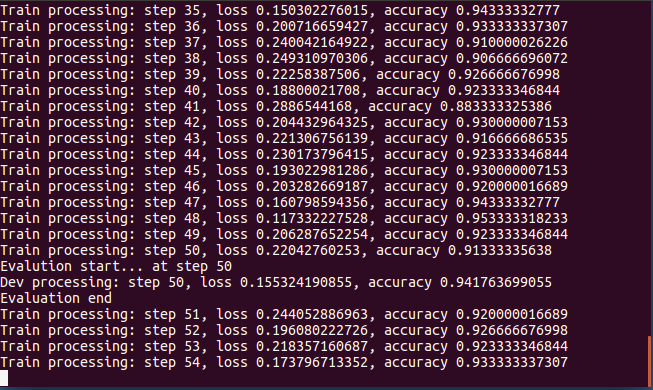 Train processing: step 35, loss 0.150302276015, accuracy 0.94333332777
Train processing: step 36, loss 0.200716659427, accuracy 0.933333337307
Train processing: step 37, loss 0.240042164922, accuracy 0.910000026226
Train processing: step 38, loss 0.249310970306, accuracy 0.906666696072
Train processing: step 39, loss 0.22258387506, accuracy 0.926666676998
Train processing: step 40, loss 0.18800021708, accuracy 0.923333346844
Train processing: step 41, loss 0.2886544168, accuracy 0.883333325386
Train processing: step 42, loss 0.204432964325, accuracy 0.930000007153
Train processing: step 43, loss 0.221306756139, accuracy 0.916666686535
Train processing: step 44, loss 0.230173796415, accuracy 0.923333346844
Train processing: step 45, loss 0.193022981286, accuracy 0.930000007153
Train processing: step 46, loss 0.203282669187, accuracy 0.920000016689
Train processing: step 47, loss 0.160798594356, accuracy 0.94333332777
Train processing: step 48, loss 0.117332227528, accuracy 0.953333318233
Train processing: step 49, loss 0.206287652254, accuracy 0.923333346844
Train processing: step 50, loss 0.22042760253, accuracy 0.91333335638
Evalution start... at step 50
Dev processing: step 50, loss 0.155324190855, accuracy 0.941763699055
Evaluation end
Train processing: step 51, loss 0.244052886963, accuracy 0.920000016689
Train processing: step 52, loss 0.196080222726, accuracy 0.926666676998
Train processing: step 53, loss 0.218357160687, accuracy 0.923333346844
Train processing: step 54, loss 0.173796713352, accuracy 0.933333337307